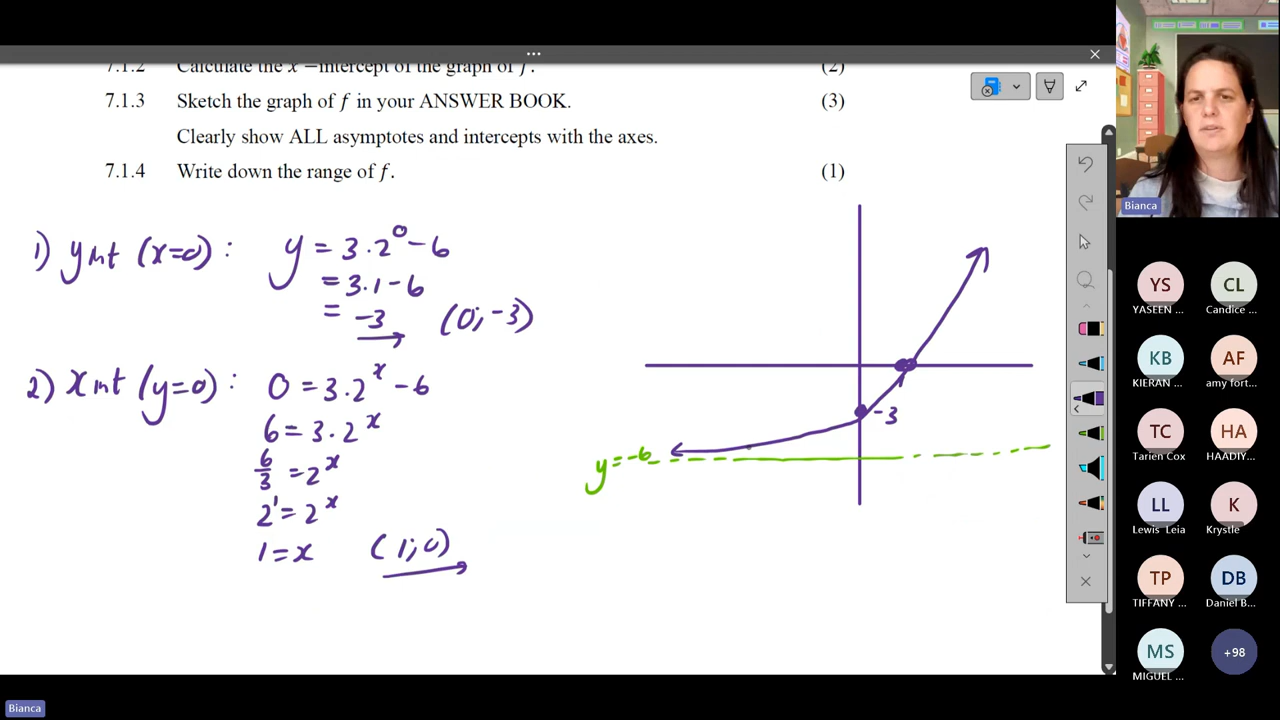 7.1.2 Calculate the x –intercept of the graph of f. (2)
7.1.3 Sketch the graph of f in your ANSWER BOOK. (3)
Clearly show ALL asymptotes and intercepts with the axes.
7.1.4 Write down the range of f. (1)
1) y int (x=0) : y = 3·2⁰ – 6
= 3·1 – 6
= –3 (0; –3)
2) x int (y=0) : 0 = 3·2ˣ – 6
6 = 3·2ˣ
6/3 = 2ˣ
2¹ = 2ˣ
1 = x (1; 0)
–3
y = –6
Bianca
YS
YASEEN ...
CL
Candice ...
KB
KIERAN ...
AF
amy fort...
TC
Tarien Cox
HA
HAADIY...
LL
Lewis Leia
K
Krystle
TP
TIFFANY ...
DB
Daniel B...
MS
MIGUEL ...
+98
Bianca